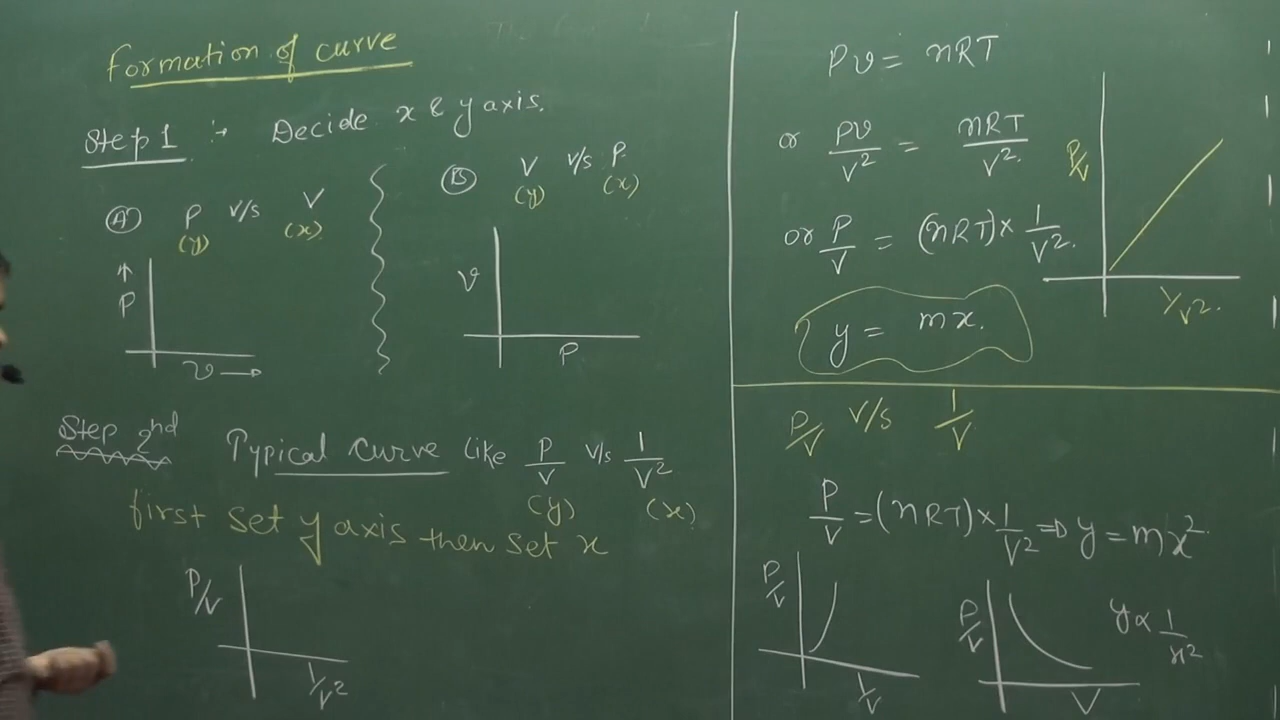 Formation of curve
Step 1 :→ Decide x & y axis.
(A) P v/s V
(y) (x)
↑
P
v →
(B) V v/s P
(y) (x)
V
P
Step 2nd Typical Curve like P/V v/s 1/V²
(y) (x)
first set y axis then set x
P/V
1/V²
Pv = nRT
or PV/V² = nRT/V²
or P/V = (nRT) × 1/V².
y = mx.
P/V
1/V².
P/V v/s 1/V
P/V = (nRT) × 1/V² ⇒ y = mx²
P/V
1/V
P/V
V
y ∝ 1/x²